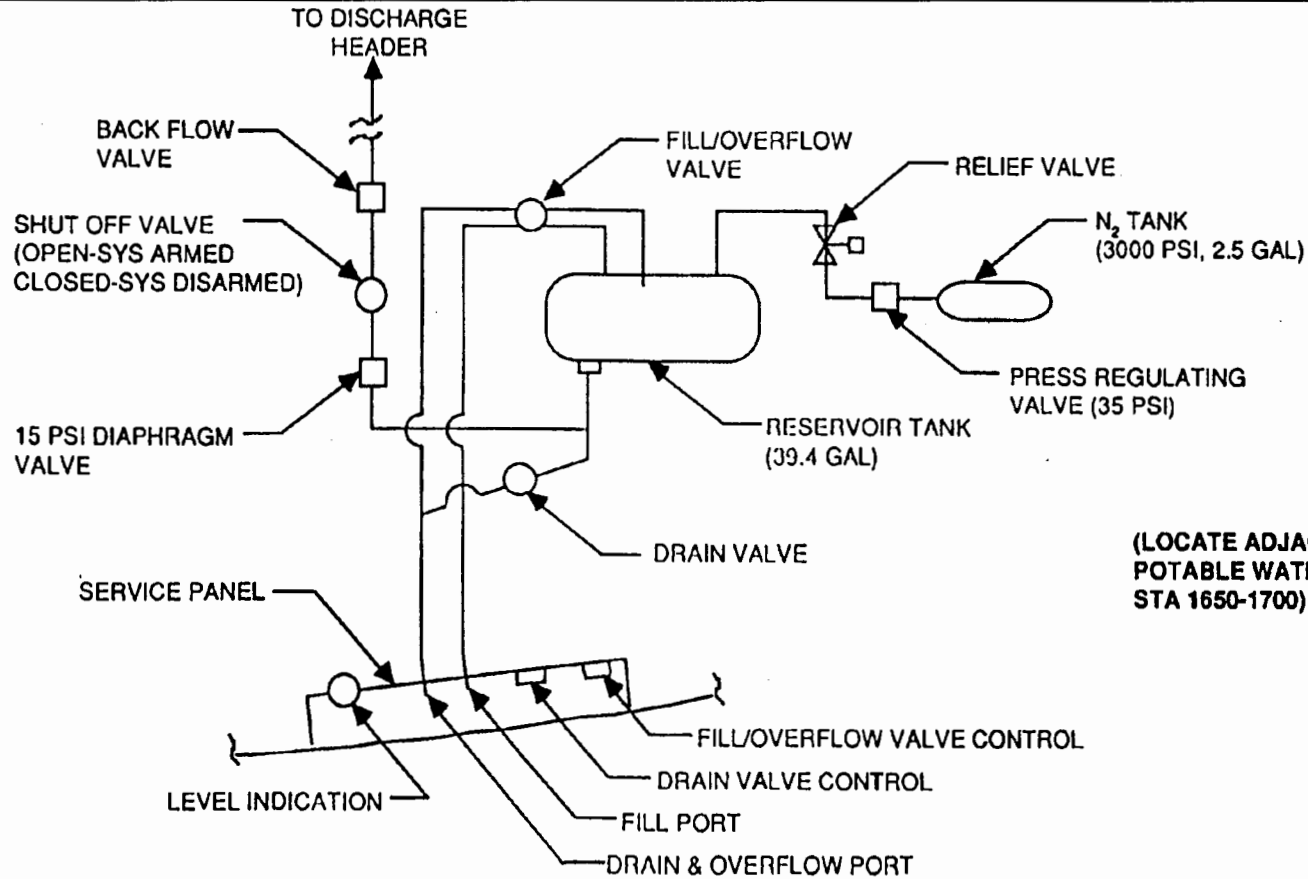 TO DISCHARGE
HEADER
BACK FLOW
VALVE
FILL/OVERFLOW
VALVE
RELIEF VALVE
N₂ TANK
(3000 PSI, 2.5 GAL)
SHUT OFF VALVE
(OPEN-SYS ARMED
CLOSED-SYS DISARMED)
PRESS REGULATING
VALVE (35 PSI)
15 PSI DIAPHRAGM
VALVE
RESERVOIR TANK
(39.4 GAL)
DRAIN VALVE
(LOCATE
POTABLE
STA 1650-1700)
SERVICE PANEL
FILL/OVERFLOW VALVE CONTROL
DRAIN VALVE CONTROL
LEVEL INDICATION
FILL PORT
DRAIN & OVERFLOW PORT